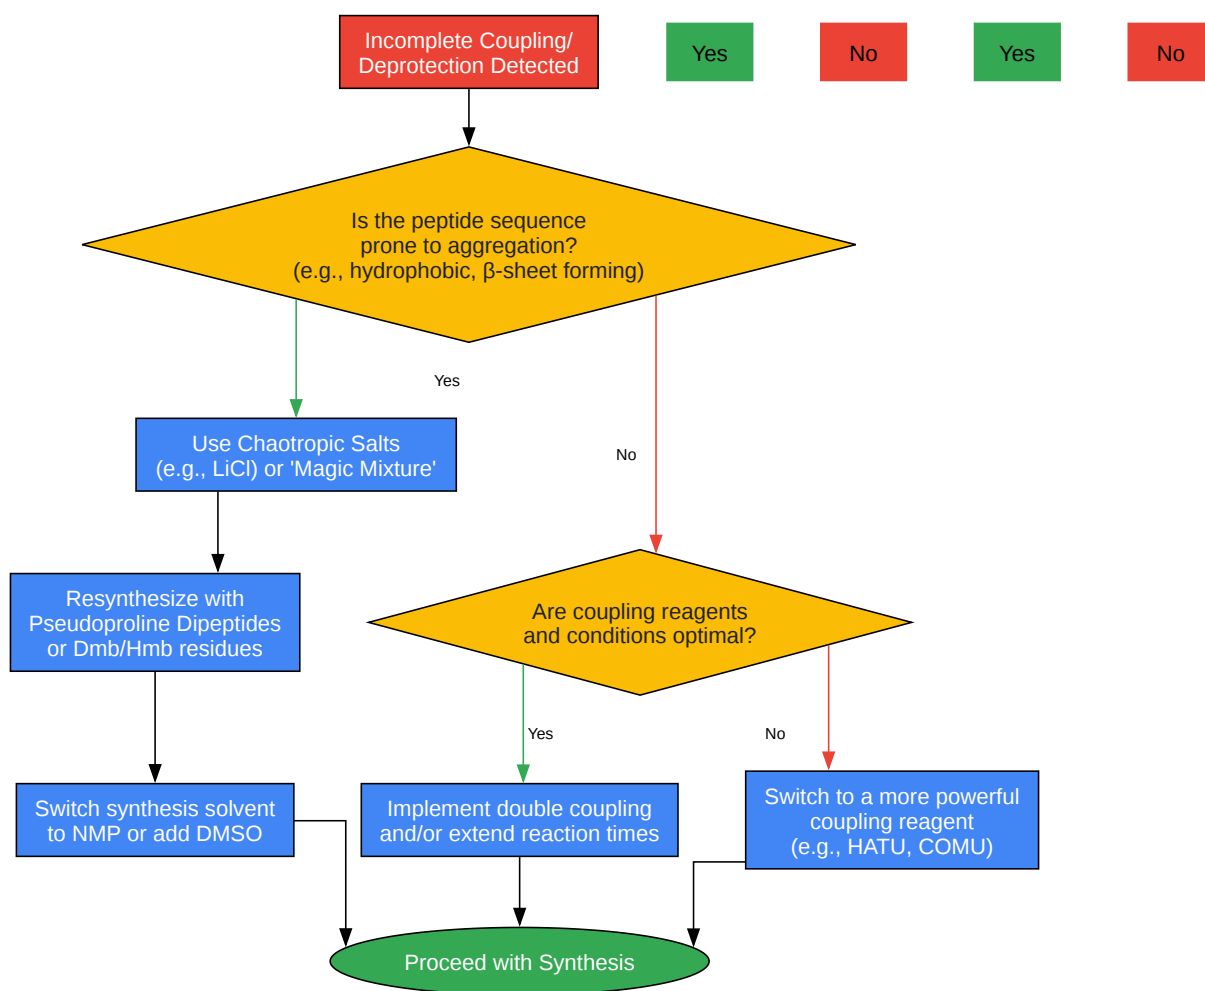 Incomplete Coupling/
Deprotection Detected
Yes
No
Yes
No
Is the peptide sequence
prone to aggregation?
(e.g., hydrophobic, β-sheet forming)
Yes
No
Use Chaotropic Salts
(e.g., LiCl) or 'Magic Mixture'
Resynthesize with
Pseudoproline Dipeptides
or Dmb/Hmb residues
Are coupling reagents
and conditions optimal?
Yes
No
Switch synthesis solvent
to NMP or add DMSO
Implement double coupling
and/or extend reaction times
Switch to a more powerful
coupling reagent
(e.g., HATU, COMU)
Proceed with Synthesis